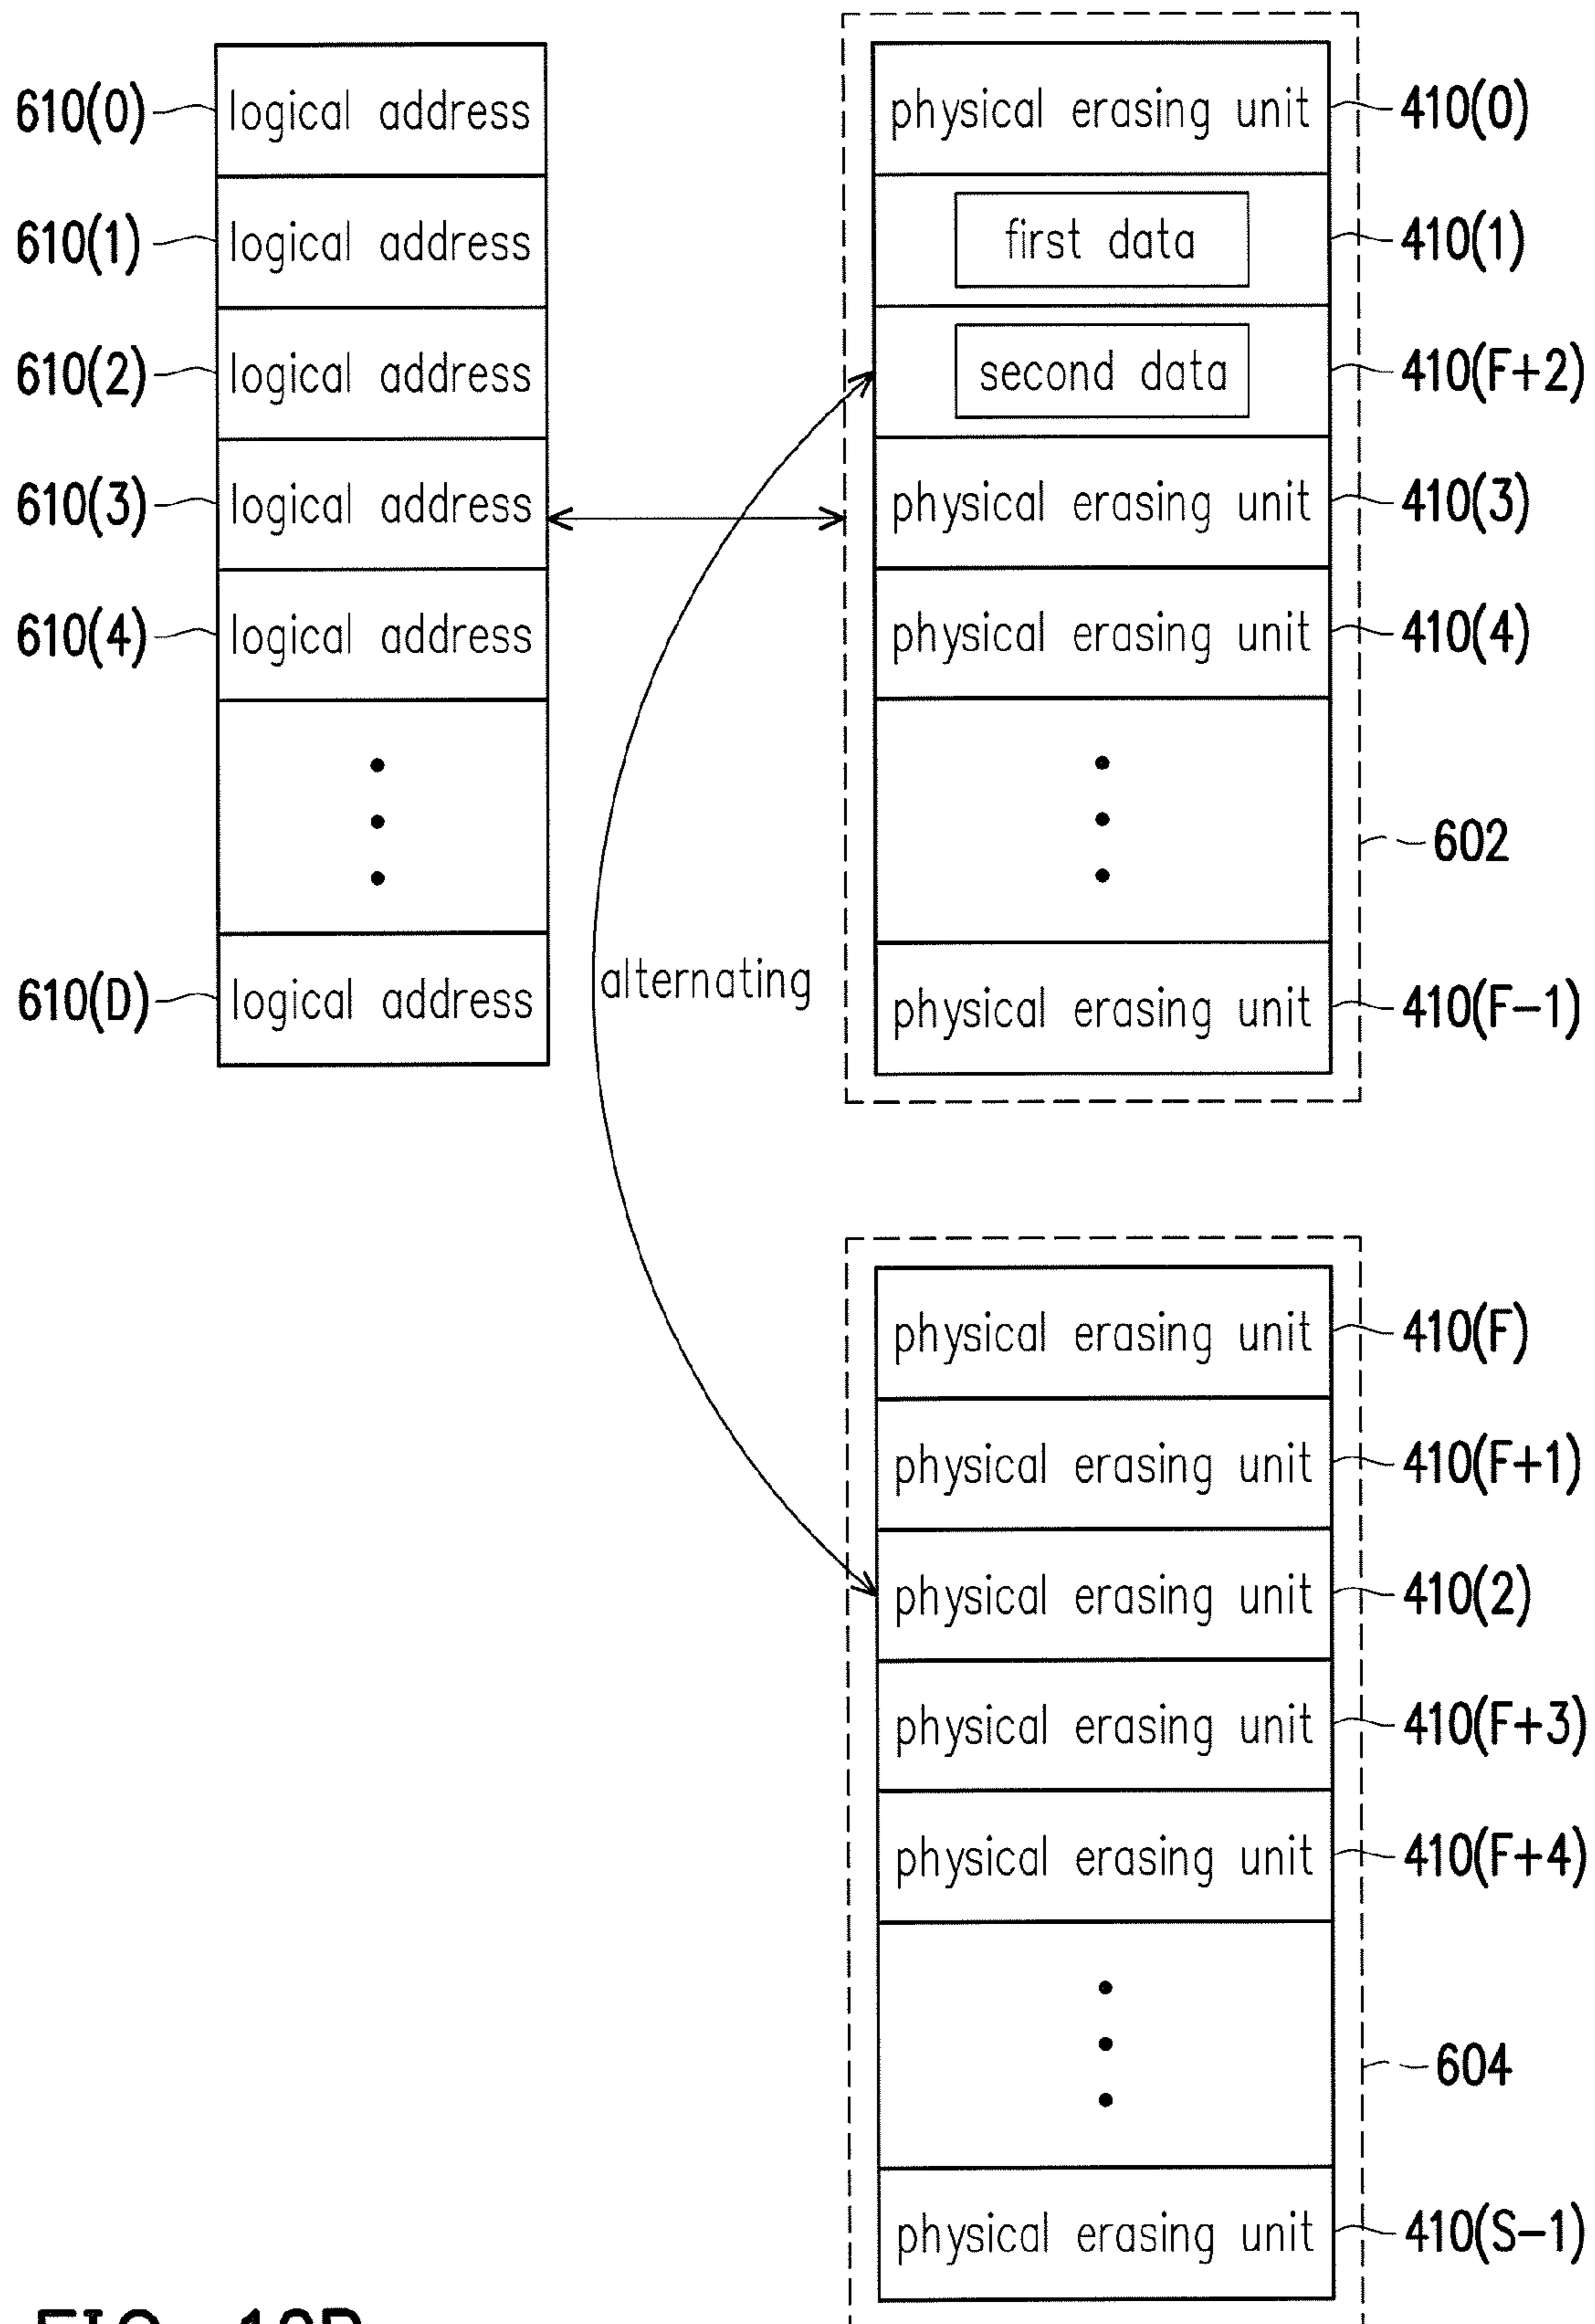 610(0) logical address
610(1) logical address
610(2) logical address
610(3) logical address
610(4) logical address
610(D) logical address
physical erasing unit 410(0)
first data 410(1)
second data 410(F+2)
physical erasing unit 410(3)
physical erasing unit 410(4)
602
physical erasing unit 410(F-1)
alternating
physical erasing unit 410(F)
physical erasing unit 410(F+1)
physical erasing unit 410(2)
physical erasing unit 410(F+3)
physical erasing unit 410(F+4)
604
physical erasing unit 410(S-1)